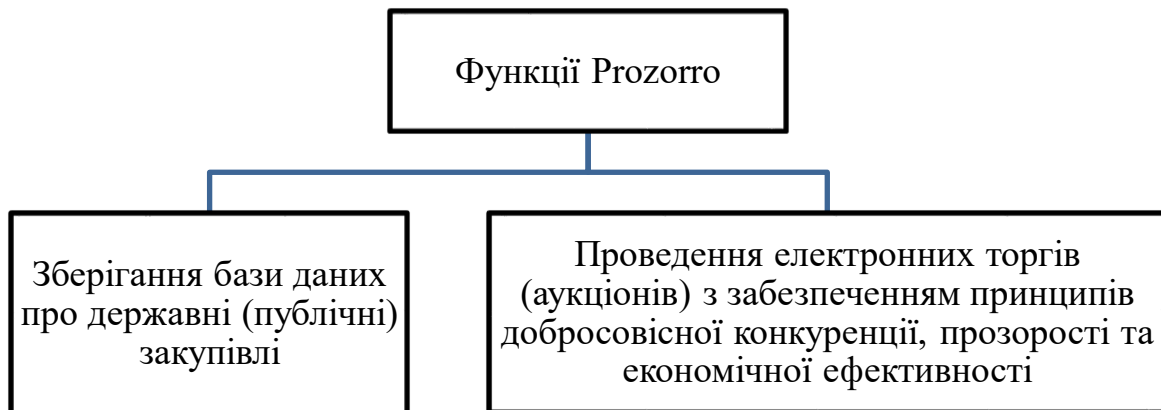 Функції Prozorro
Зберігання бази даних
про державні (публічні)
закупівлі
Проведення електронних торгів
(аукціонів) з забезпеченням принципів
добросовісної конкуренції, прозорості та
економічної ефективності